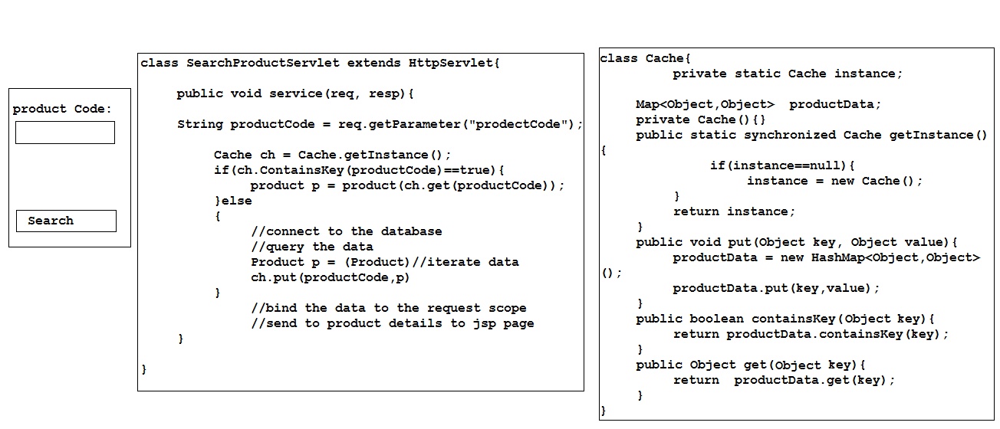 product Code:
Search
class SearchProductServlet extends HttpServlet{
public void service(req, resp){
String productCode = req.getParameter("prodectCode");
Cache ch = Cache.getInstance();
if(ch.ContainsKey(productCode)==true){
product p = product(ch.get(productCode));
}else
{
//connect to the database
//query the data
Product p = (Product)//iterate data
ch.put(productCode,p)
}
//bind the data to the request scope
//send to product details to jsp page
}
}
class Cache{
private static Cache instance;
Map<Object,Object> productData;
private Cache(){}
public static synchronized Cache getInstance()
{
if(instance==null){
instance = new Cache();
}
return instance;
}
public void put(Object key, Object value){
productData = new HashMap<Object,Object>
();
productData.put(key,value);
}
public boolean containsKey(Object key){
return productData.containsKey(key);
}
public Object get(Object key){
return productData.get(key);
}
}